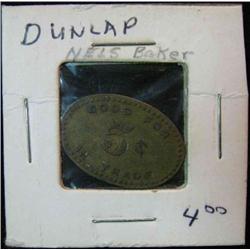 DUNLAP
NELS Baker
GOOD FOR
5¢
IN TRADE
4.00